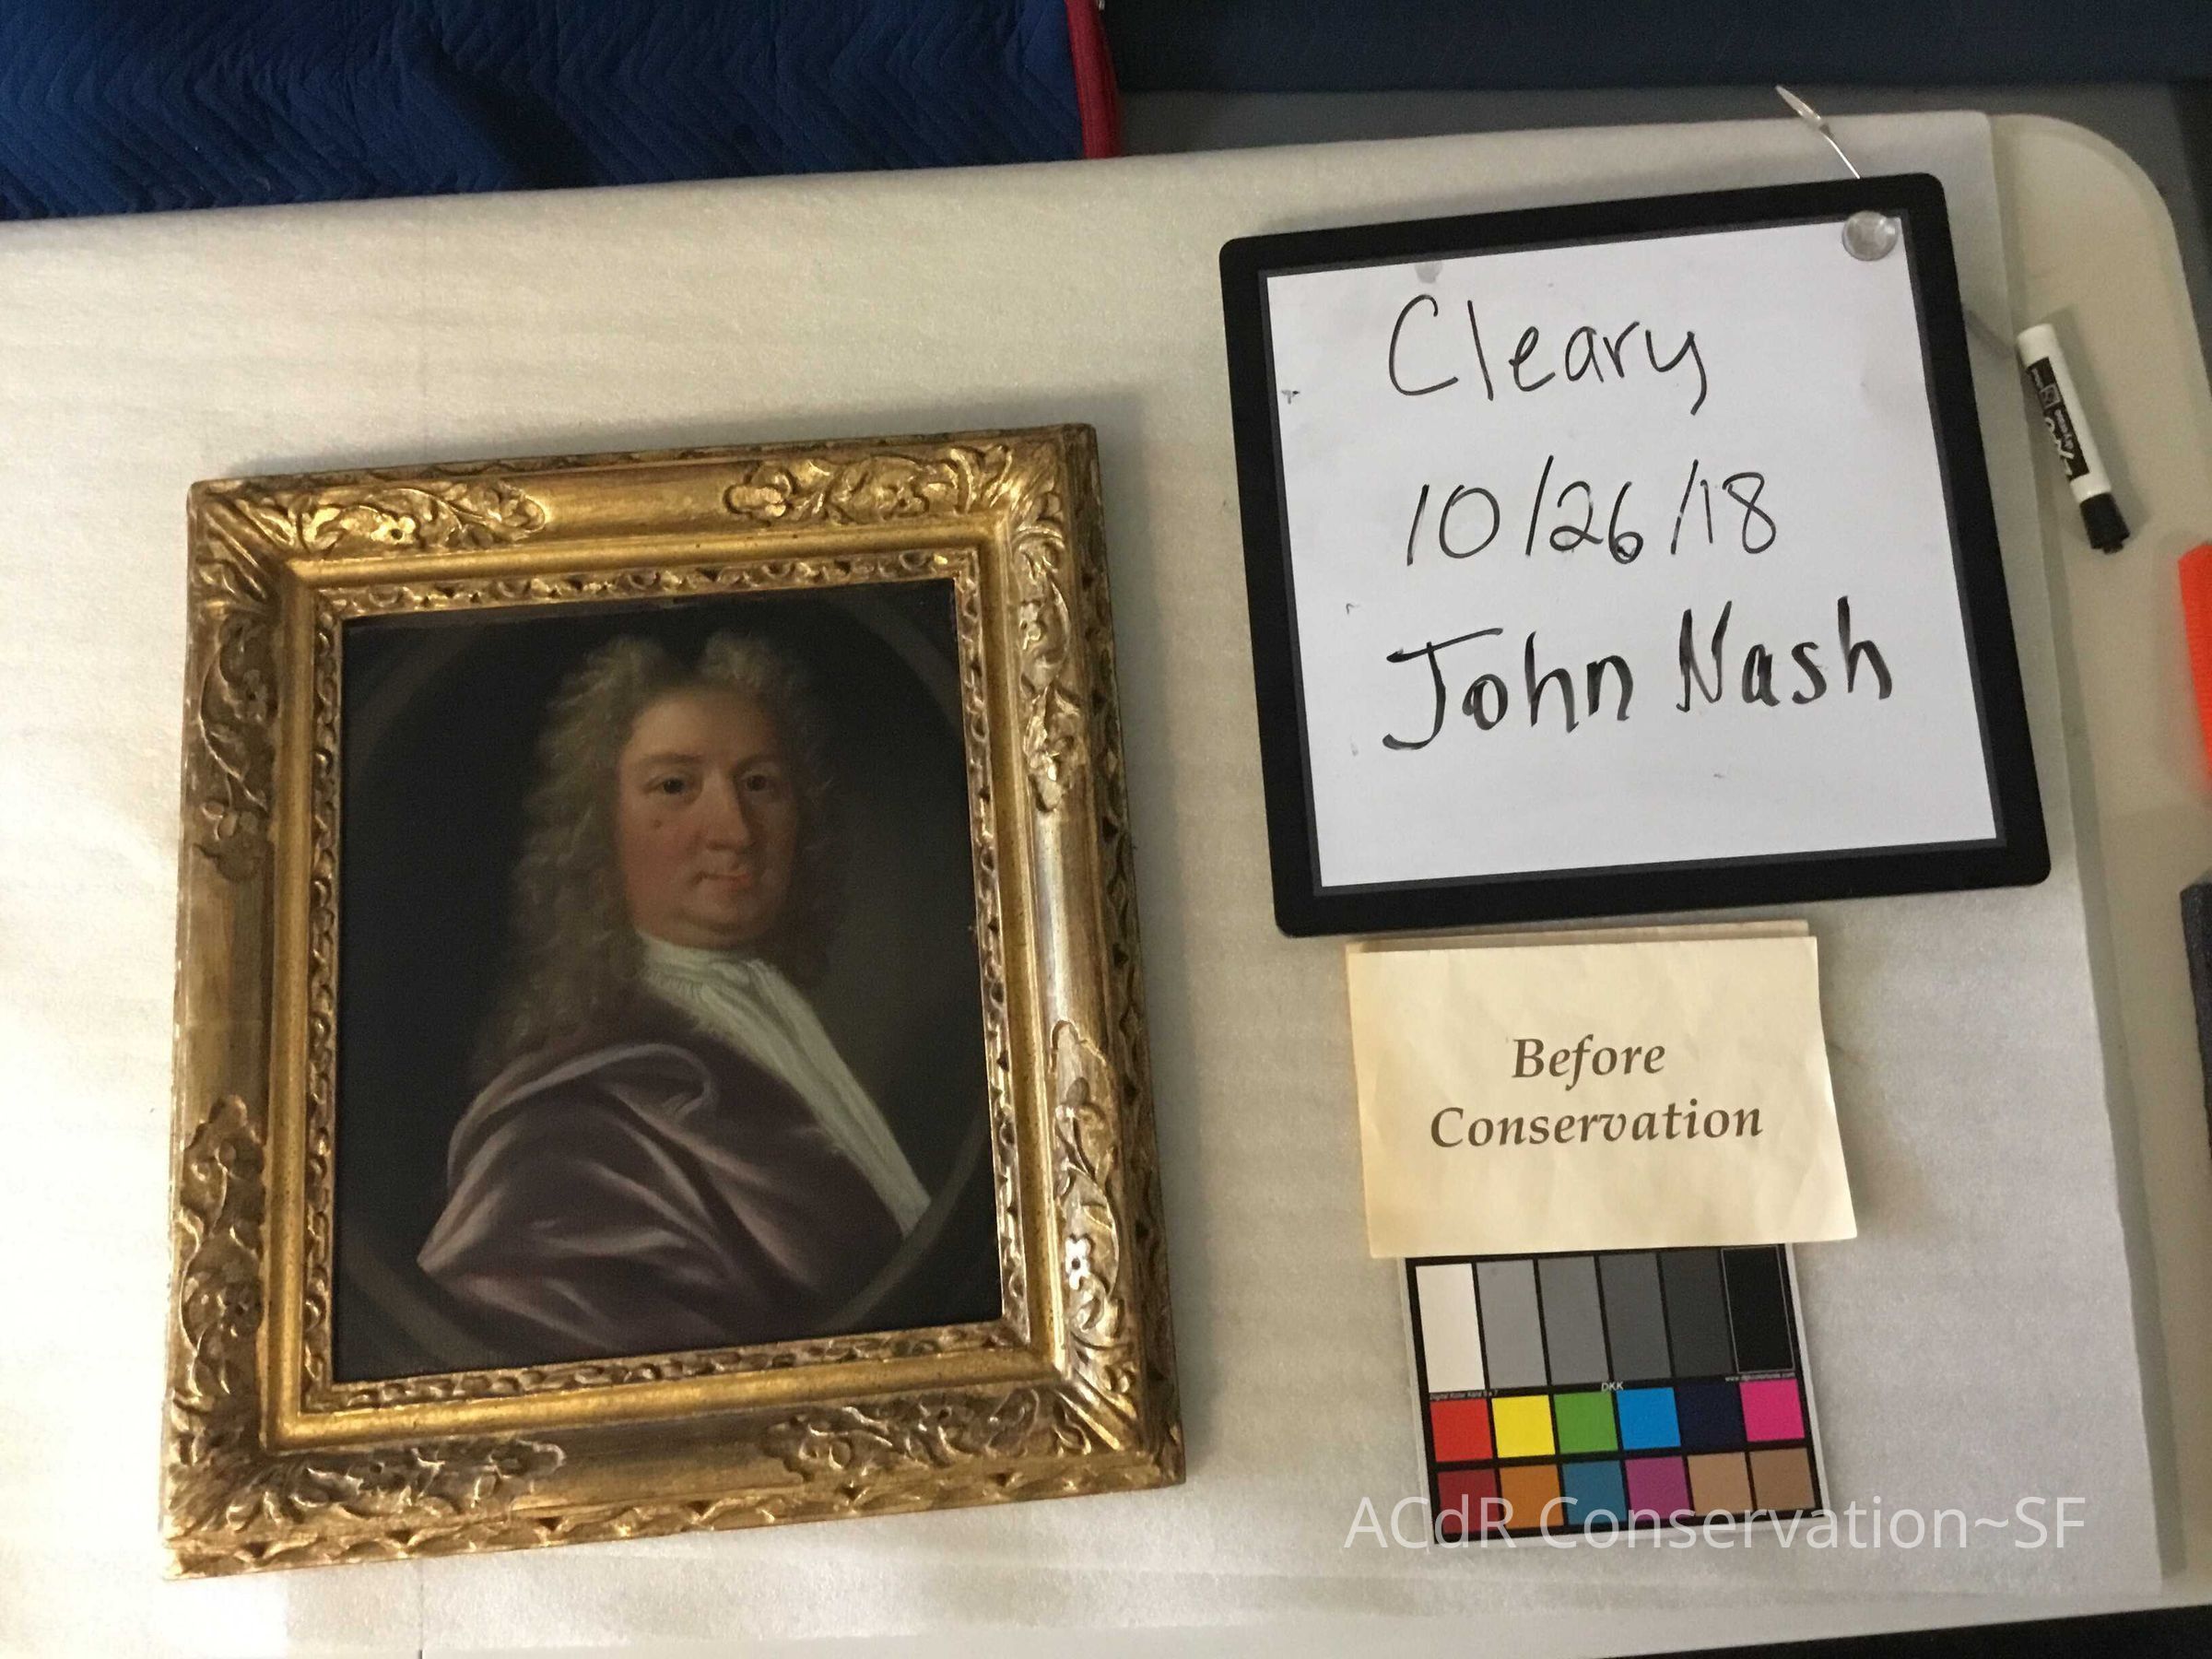 Cleary
10/26/18
John Nash
Before
Conservation
DKK
ACdR Conservation~SF